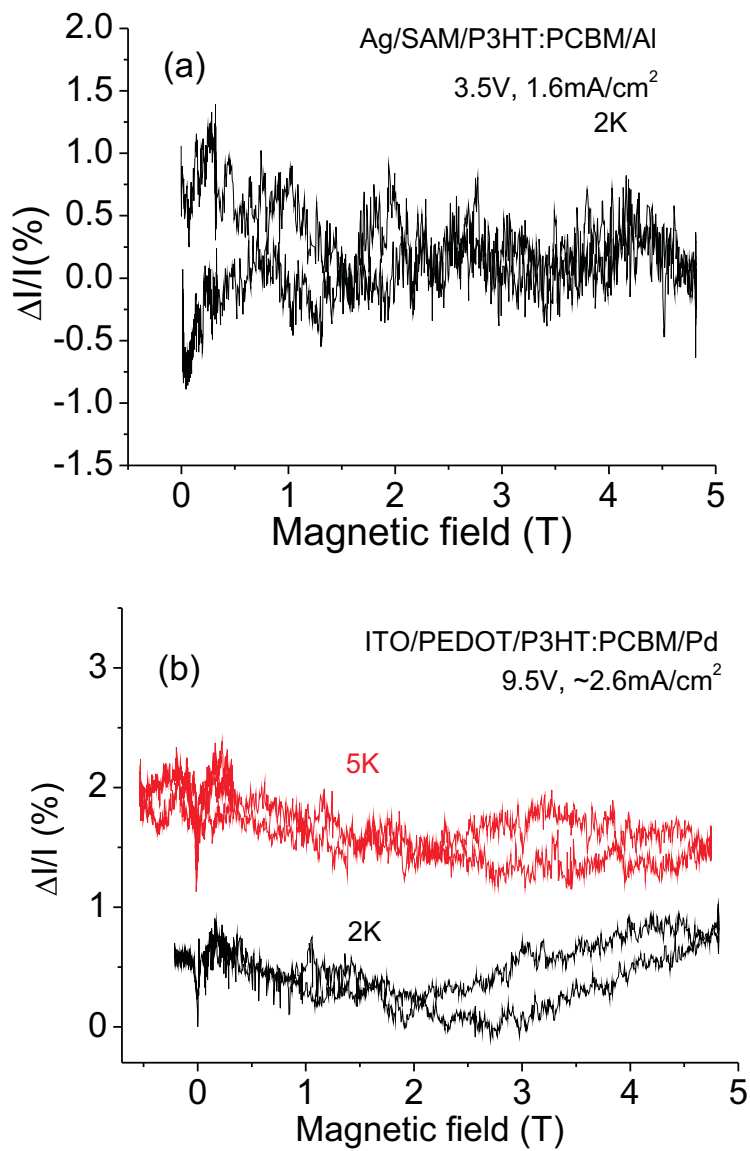 (a)
Ag/SAM/P3HT:PCBM/Al
3.5V, 1.6mA/cm²
2K
ΔI/I(%)
2.0
1.5
1.0
0.5
0.0
-0.5
-1.0
-1.5
0 1 2 3 4 5
Magnetic field (T)
(b)
ITO/PEDOT/P3HT:PCBM/Pd
9.5V, ~2.6mA/cm²
5K
2K
ΔI/I (%)
3
2
1
0
0 1 2 3 4 5
Magnetic field (T)